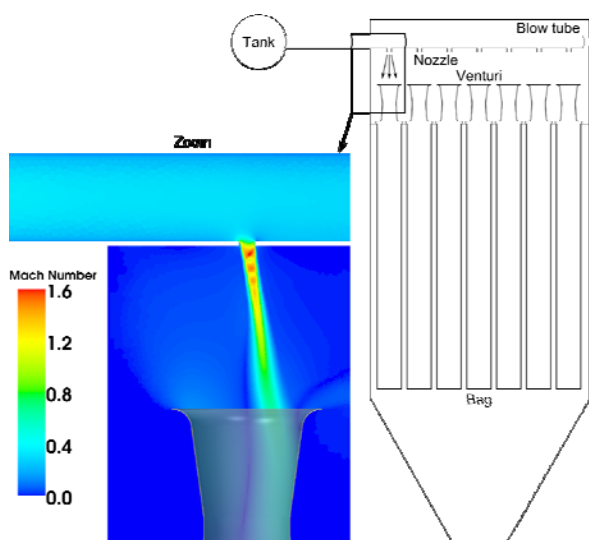 Blow tube
Tank
Nozzle
Venturi
Zoom
Mach Number
1.6
1.2
0.8
0.4
0.0
Bag